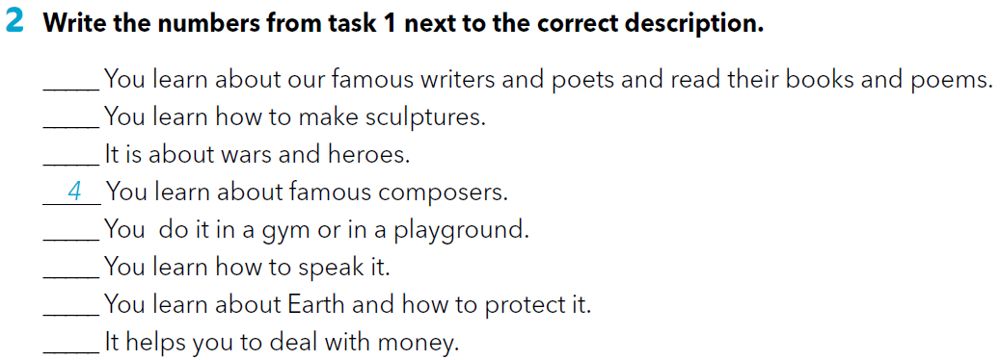 2 Write the numbers from task 1 next to the correct description.
_____ You learn about our famous writers and poets and read their books and poems.
_____ You learn how to make sculptures.
_____ It is about wars and heroes.
__4__ You learn about famous composers.
_____ You do it in a gym or in a playground.
_____ You learn how to speak it.
_____ You learn about Earth and how to protect it.
_____ It helps you to deal with money.